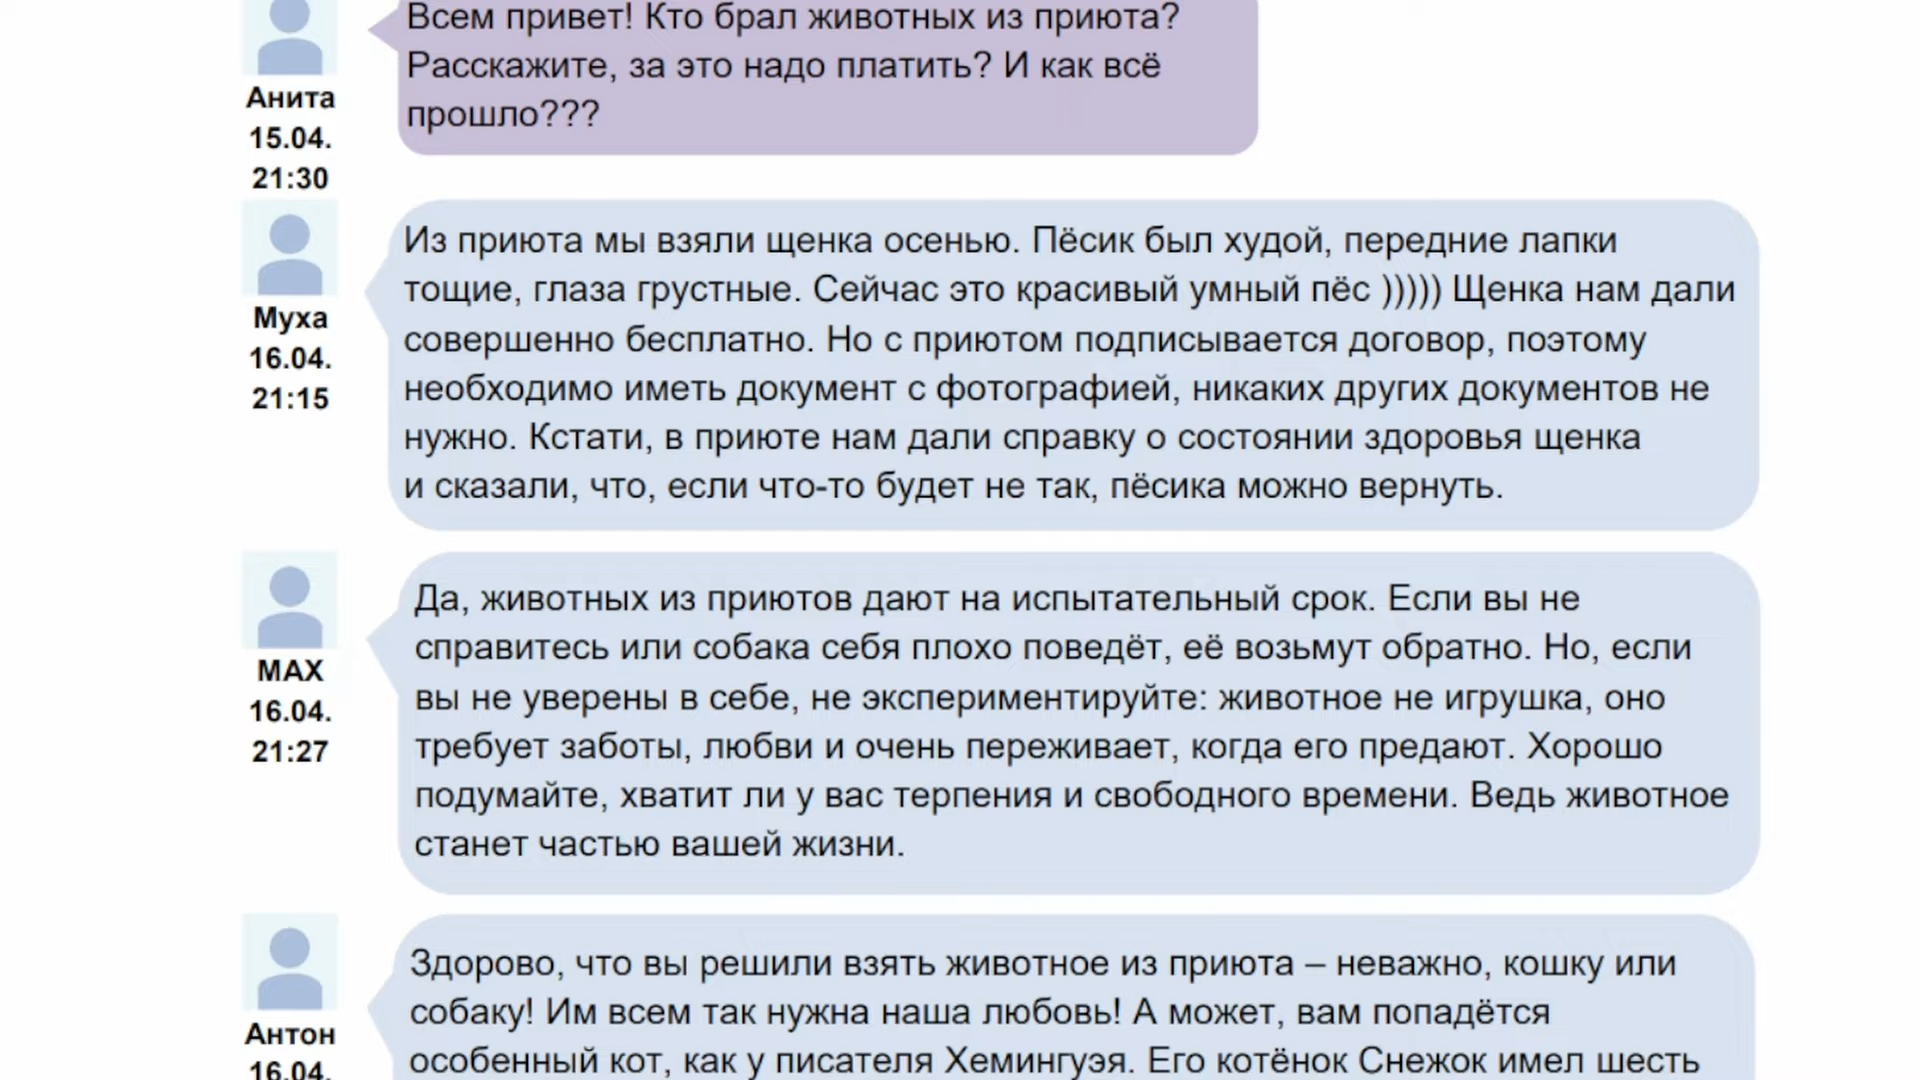 Всем привет! Кто брал животных из приюта?
Расскажите, за это надо платить? И как всё
прошло???
Анита
15.04.
21:30
Из приюта мы взяли щенка осенью. Пёсик был худой, передние лапки
тощие, глаза грустные. Сейчас это красивый умный пёс ))))) Щенка нам дали
совершенно бесплатно. Но с приютом подписывается договор, поэтому
необходимо иметь документ с фотографией, никаких других документов не
нужно. Кстати, в приюте нам дали справку о состоянии здоровья щенка
и сказали, что, если что-то будет не так, пёсика можно вернуть.
Муха
16.04.
21:15
Да, животных из приютов дают на испытательный срок. Если вы не
справитесь или собака себя плохо поведёт, её возьмут обратно. Но, если
вы не уверены в себе, не экспериментируйте: животное не игрушка, оно
требует заботы, любви и очень переживает, когда его предают. Хорошо
подумайте, хватит ли у вас терпения и свободного времени. Ведь животное
станет частью вашей жизни.
МАХ
16.04.
21:27
Здорово, что вы решили взять животное из приюта – неважно, кошку или
собаку! Им всем так нужна наша любовь! А может, вам попадётся
особенный кот, как у писателя Хемингуэя. Его котёнок Снежок имел шесть
Антон
16.04.